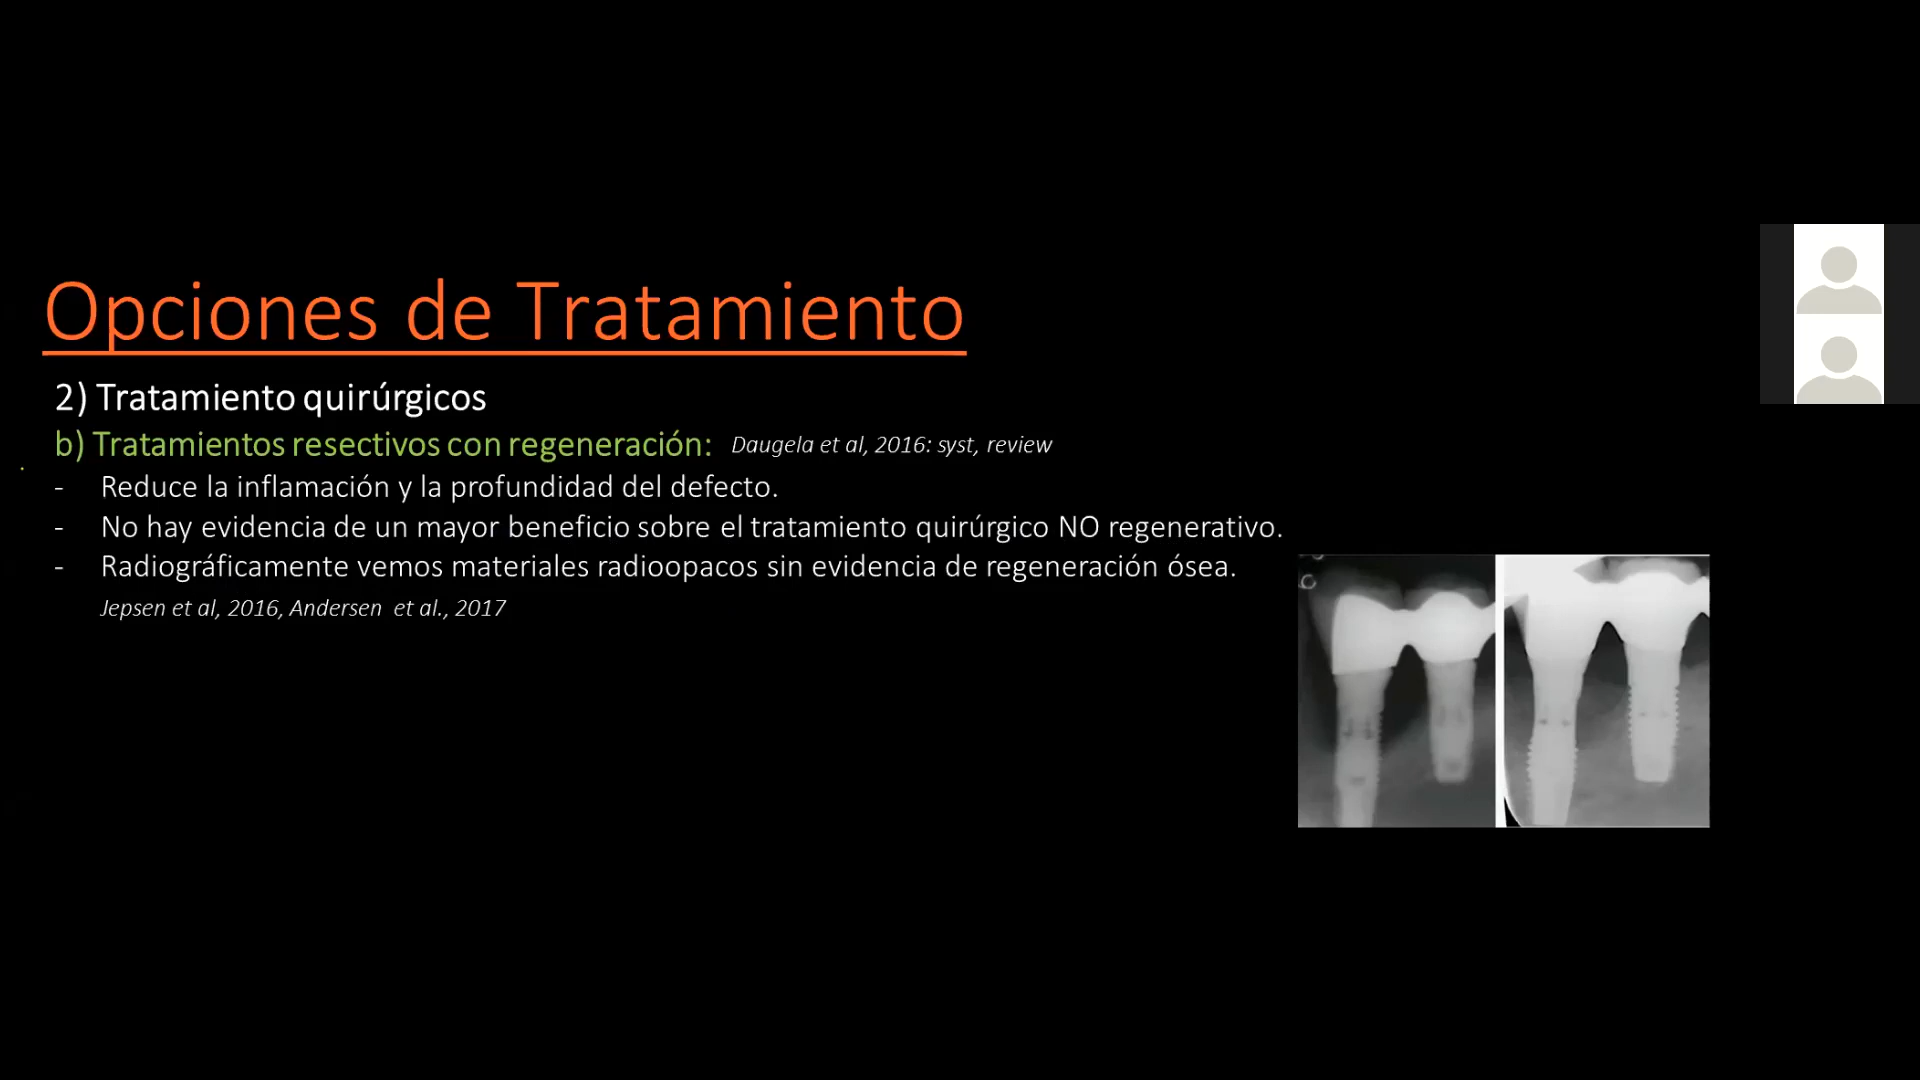 Opciones de Tratamiento
2) Tratamiento quirúrgicos
b) Tratamientos resectivos con regeneración: Daugela et al, 2016: syst, review
- Reduce la inflamación y la profundidad del defecto.
- No hay evidencia de un mayor beneficio sobre el tratamiento quirúrgico NO regenerativo.
- Radiográficamente vemos materiales radioopacos sin evidencia de regeneración ósea.
Jepsen et al, 2016, Andersen et al., 2017